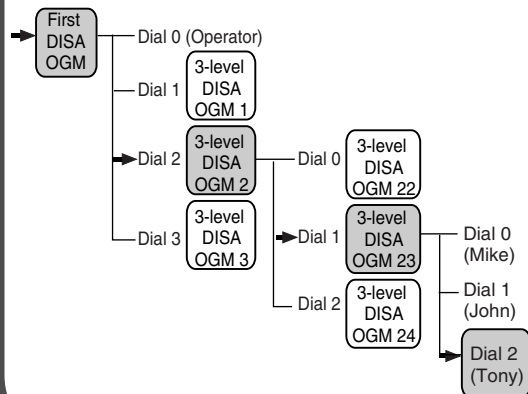 First
DISA
OGM
Dial 0 (Operator)
Dial 1
3-level
DISA
OGM 1
Dial 2
3-level
DISA
OGM 2
Dial 3
3-level
DISA
OGM 3
Dial 0
3-level
DISA
OGM 22
Dial 1
3-level
DISA
OGM 23
Dial 2
3-level
DISA
OGM 24
Dial 0
(Mike)
Dial 1
(John)
Dial 2
(Tony)